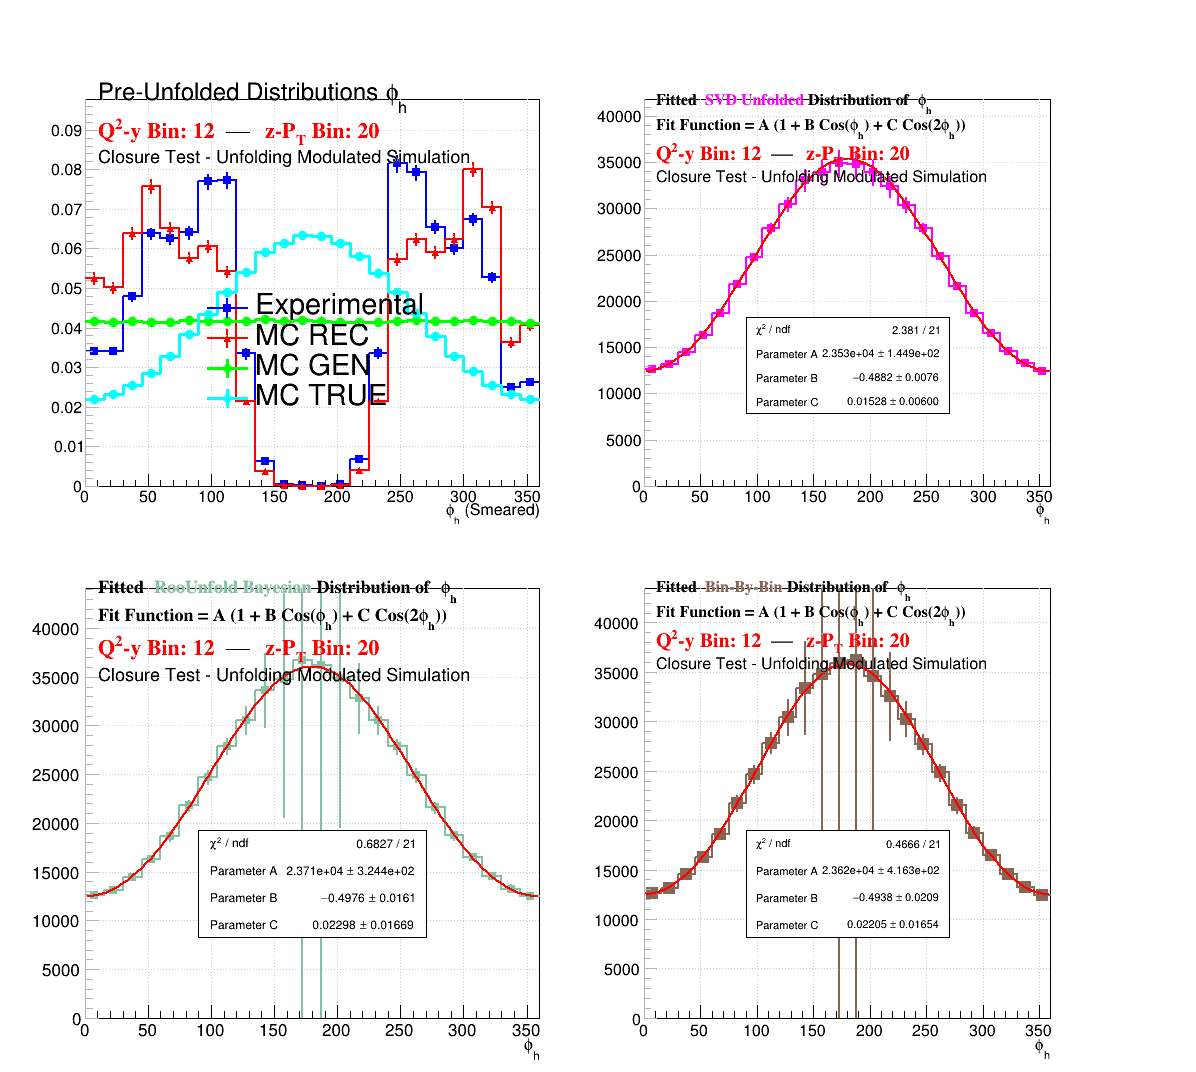 Pre-Unfolded Distributions ϕh
Q²-y Bin: 12 — z-PT Bin: 20
Closure Test - Unfolding Modulated Simulation
0.09
0.08
0.07
0.06
0.05
0.04
0.03
0.02
0.01
0
Experimental
MC REC
MC GEN
MC TRUE
0 50 100 150 200 250 300 350
ϕh (Smeared)
Fitted SVD Unfolded Distribution of ϕh
Fit Function = A (1 + B Cos(ϕh) + C Cos(2ϕh))
Q²-y Bin: 12 — z-PT Bin: 20
Closure Test - Unfolding Modulated Simulation
40000
35000
30000
25000
20000
15000
10000
5000
0
χ² / ndf 2.381 / 21
Parameter A 2.353e+04 ± 1.449e+02
Parameter B −0.4882 ± 0.0076
Parameter C 0.01528 ± 0.00600
0 50 100 150 200 250 300 350
ϕh
Fitted RooUnfold Bayesian Distribution of ϕh
Fit Function = A (1 + B Cos(ϕh) + C Cos(2ϕh))
Q²-y Bin: 12 — z-PT Bin: 20
Closure Test - Unfolding Modulated Simulation
40000
35000
30000
25000
20000
15000
10000
5000
0
χ² / ndf 0.6827 / 21
Parameter A 2.371e+04 ± 3.244e+02
Parameter B −0.4976 ± 0.0161
Parameter C 0.02298 ± 0.01669
0 50 100 150 200 250 300 350
ϕh
Fitted Bin-By-Bin Distribution of ϕh
Fit Function = A (1 + B Cos(ϕh) + C Cos(2ϕh))
Q²-y Bin: 12 — z-PT Bin: 20
Closure Test - Unfolding Modulated Simulation
40000
35000
30000
25000
20000
15000
10000
5000
0
χ² / ndf 0.4666 / 21
Parameter A 2.362e+04 ± 4.163e+02
Parameter B −0.4938 ± 0.0209
Parameter C 0.02205 ± 0.01654
0 50 100 150 200 250 300 350
ϕh